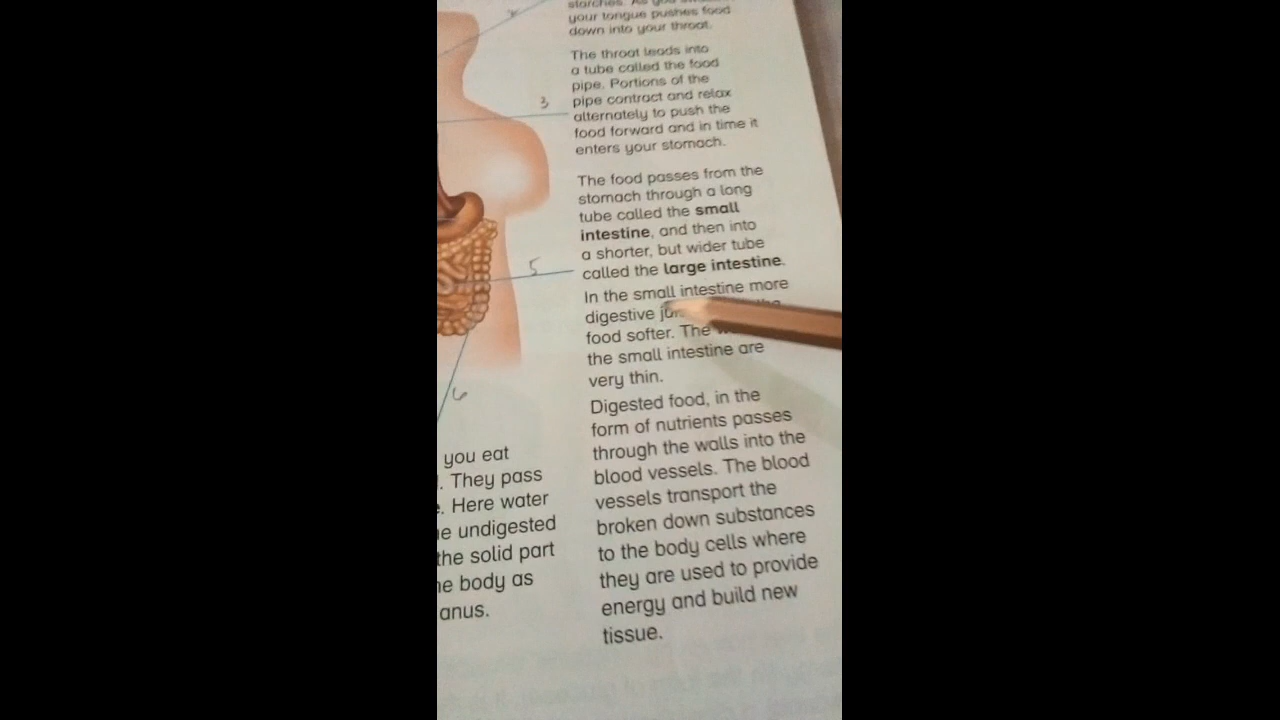 starches. As you
your tongue pushes food
down into your throat.
The throat leads into
a tube called the food
pipe. Portions of the
pipe contract and relax
alternately to push the
food forward and in time it
enters your stomach.
The food passes from the
stomach through a long
tube called the small
intestine, and then into
a shorter, but wider tube
called the large intestine.
In the small intestine more
digestive the
food softer. The
the small intestine are
very thin.
Digested food, in the
form of nutrients passes
through the walls into the
blood vessels. The blood
vessels transport the
broken down substances
to the body cells where
they are used to provide
energy and build new
tissue.
3
5
6
you eat
. They pass
. Here water
undigested
the solid part
body as
anus.